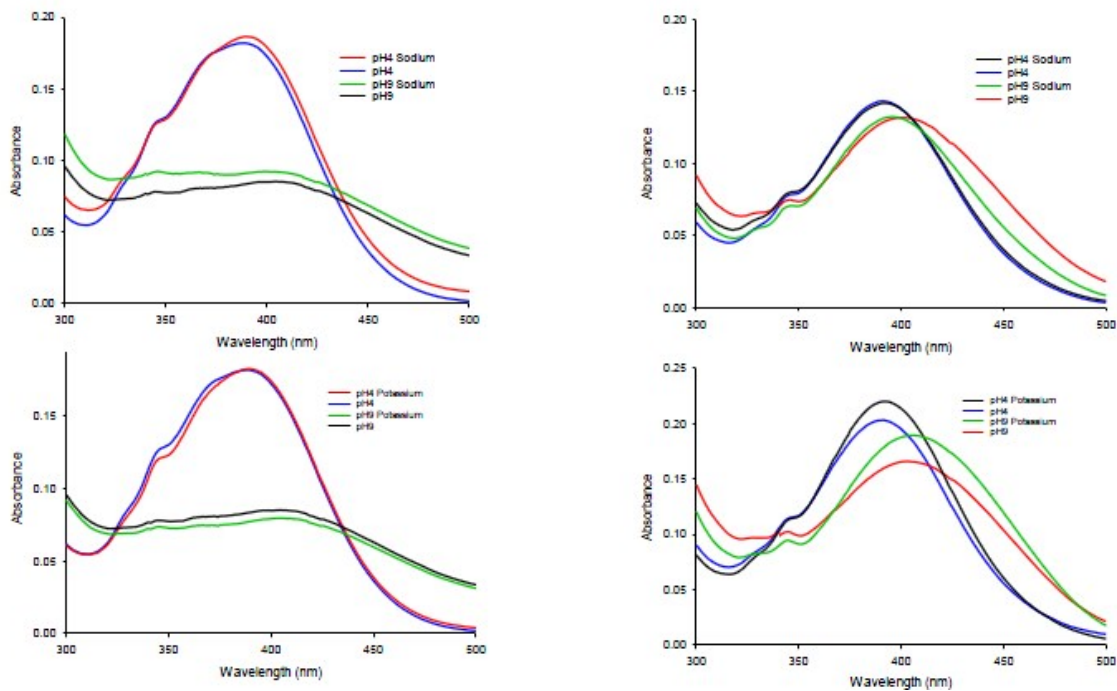 0.20
0.15
0.10
0.05
0.00
Absorbance
pH4 Sodium
pH4
pH9 Sodium
pH9
300 350 400 450 500
Wavelength (nm)
0.20
0.15
0.10
0.05
0.00
Absorbance
pH4 Sodium
pH4
pH9 Sodium
pH9
300 350 400 450 500
Wavelength (nm)
0.15
0.10
0.05
0.00
Absorbance
pH4 Potassium
pH4
pH9 Potassium
pH9
300 350 400 450 500
Wavelength (nm)
0.25
0.20
0.15
0.10
0.05
0.00
Absorbance
pH4 Potassium
pH4
pH9 Potassium
pH9
300 350 400 450 500
Wavelength (nm)